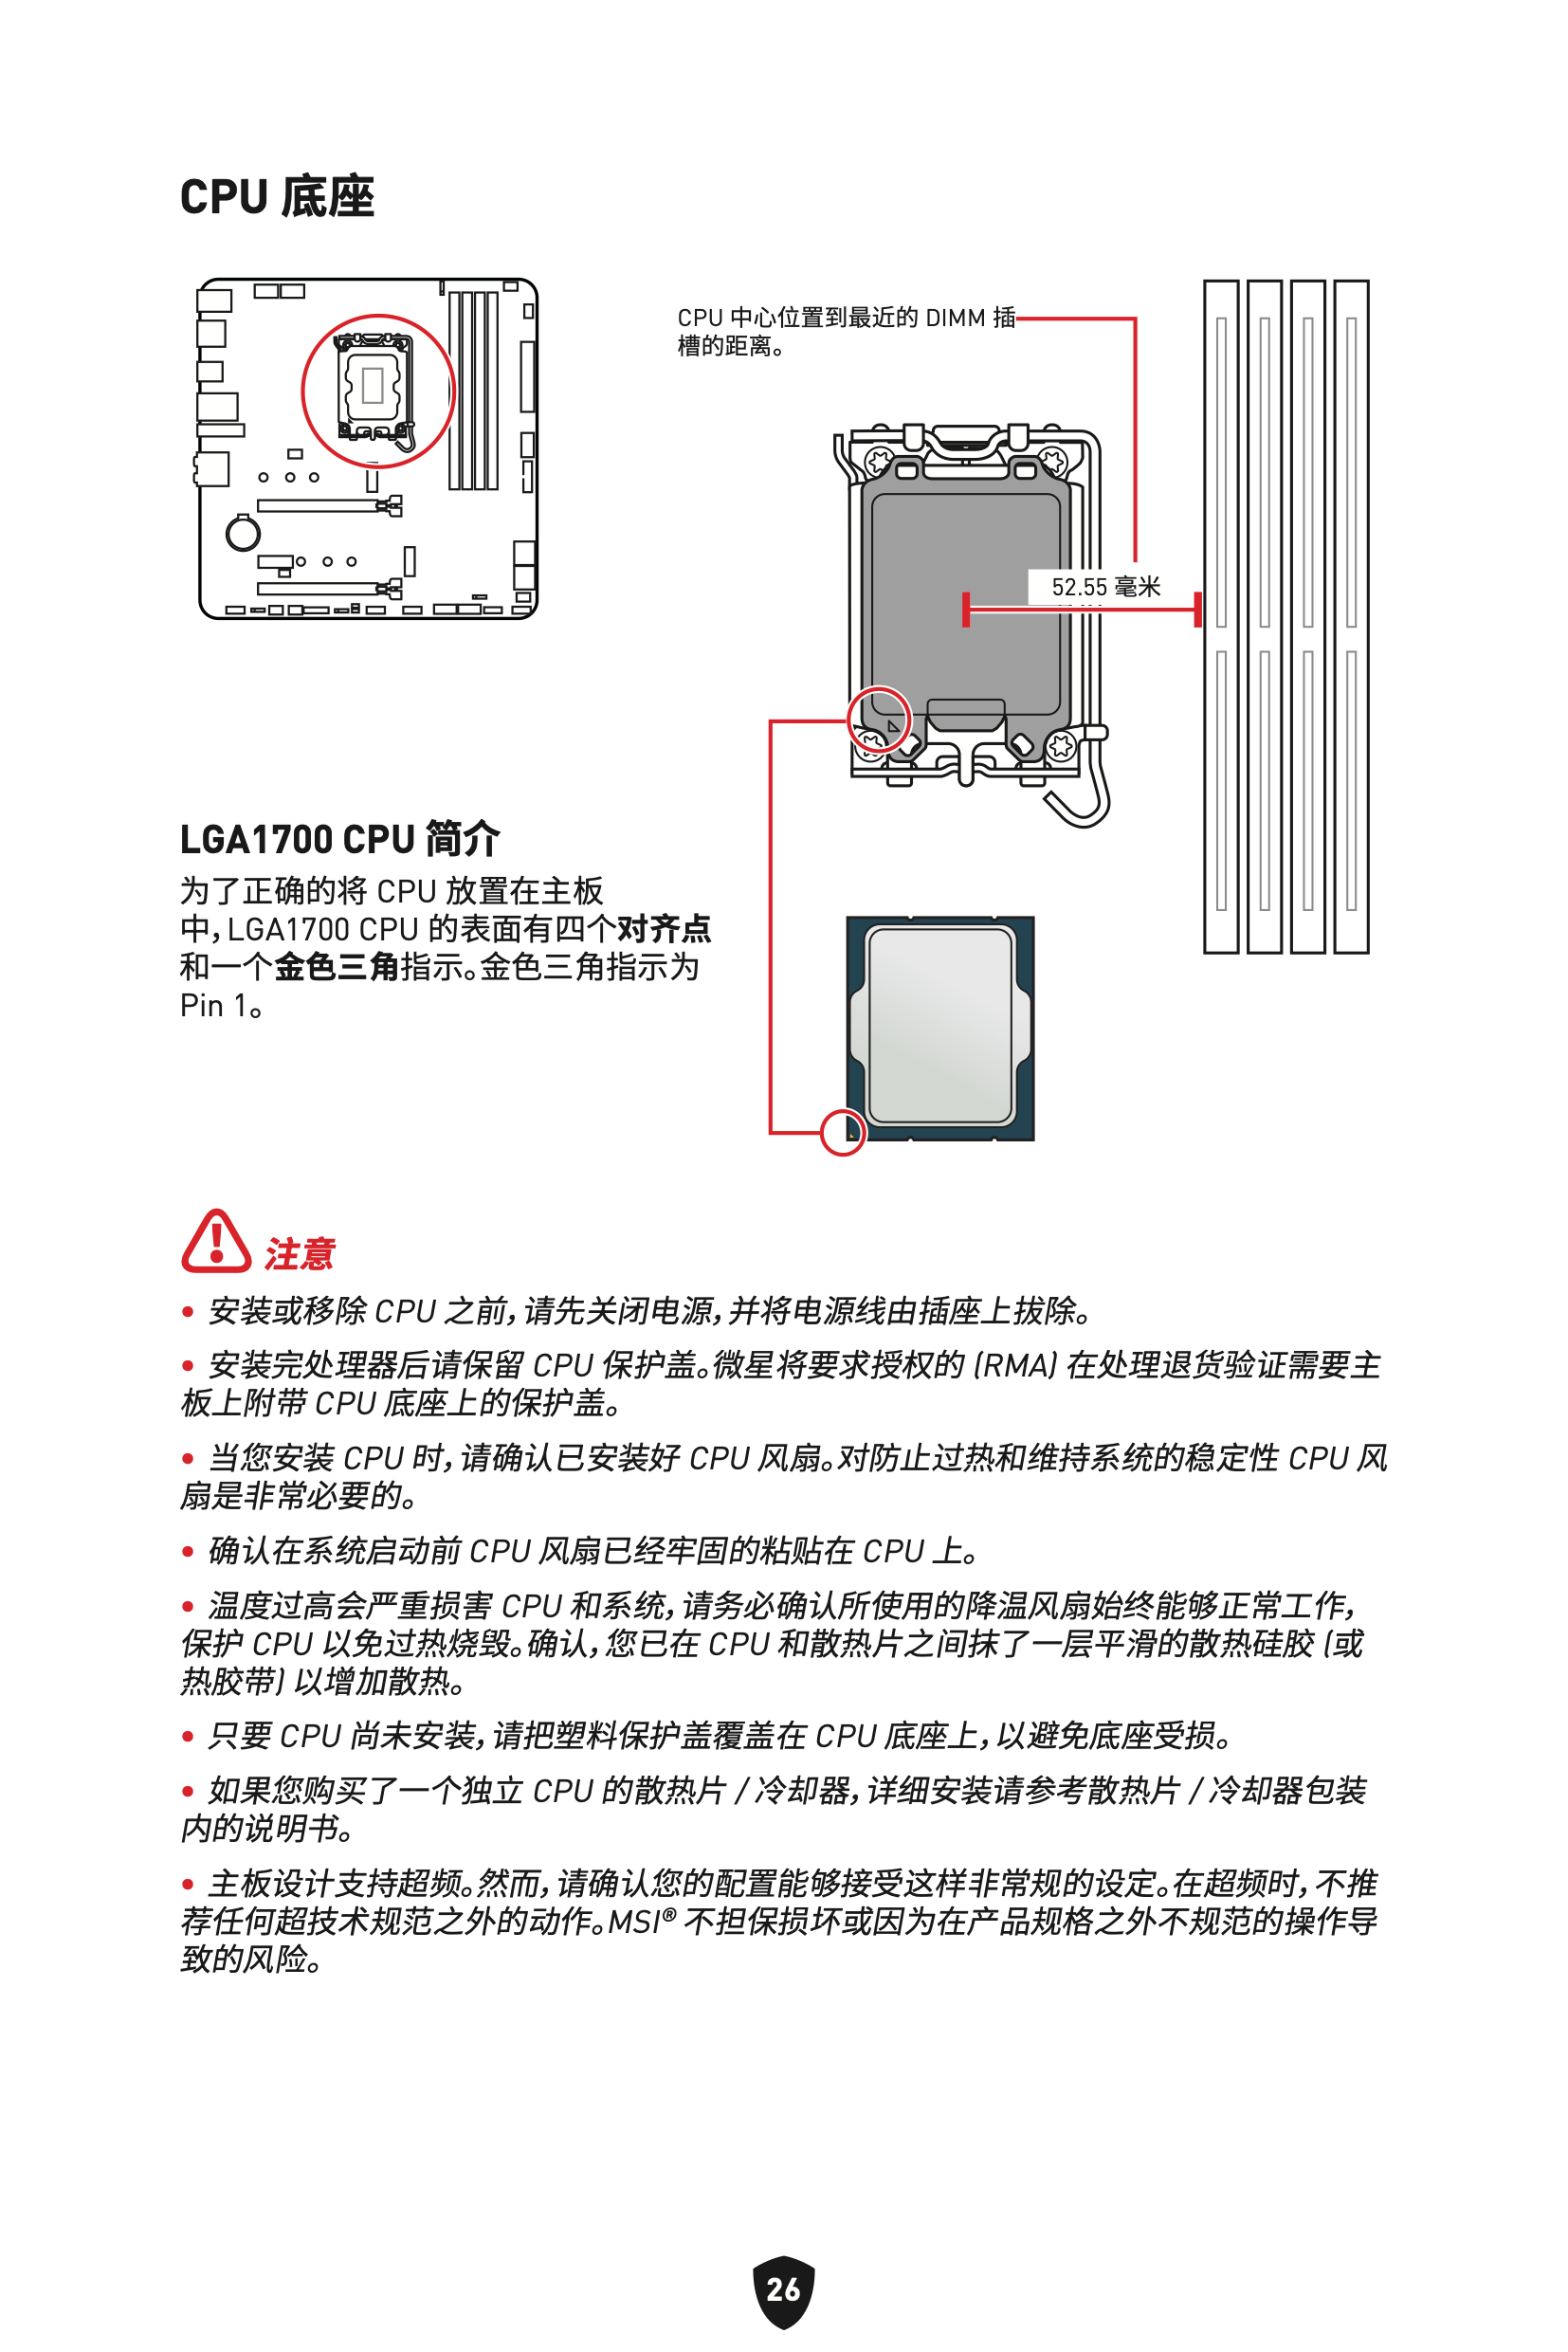 CPU 底座
CPU 中心位置到最近的 DIMM 插
槽的距离。
52.55 毫米
LGA1700 CPU 简介
为了正确的将 CPU 放置在主板
中，LGA1700 CPU 的表面有四个对齐点
和一个金色三角指示。金色三角指示为
Pin 1。
注意
• 安装或移除 CPU 之前，请先关闭电源，并将电源线由插座上拔除。
• 安装完处理器后请保留 CPU 保护盖。微星将要求授权的 (RMA) 在处理退货验证需要主
板上附带 CPU 底座上的保护盖。
• 当您安装 CPU 时，请确认已安装好 CPU 风扇。对防止过热和维持系统的稳定性 CPU 风
扇是非常必要的。
• 确认在系统启动前 CPU 风扇已经牢固的粘贴在 CPU 上。
• 温度过高会严重损害 CPU 和系统，请务必确认所使用的降温风扇始终能够正常工作，
保护 CPU 以免过热烧毁。确认，您已在 CPU 和散热片之间抹了一层平滑的散热硅胶 (或
热胶带) 以增加散热。
• 只要 CPU 尚未安装，请把塑料保护盖覆盖在 CPU 底座上，以避免底座受损。
• 如果您购买了一个独立 CPU 的散热片 / 冷却器，详细安装请参考散热片 / 冷却器包装
内的说明书。
• 主板设计支持超频。然而，请确认您的配置能够接受这样非常规的设定。在超频时，不推
荐任何超技术规范之外的动作。MSI® 不担保损坏或因为在产品规格之外不规范的操作导
致的风险。
26